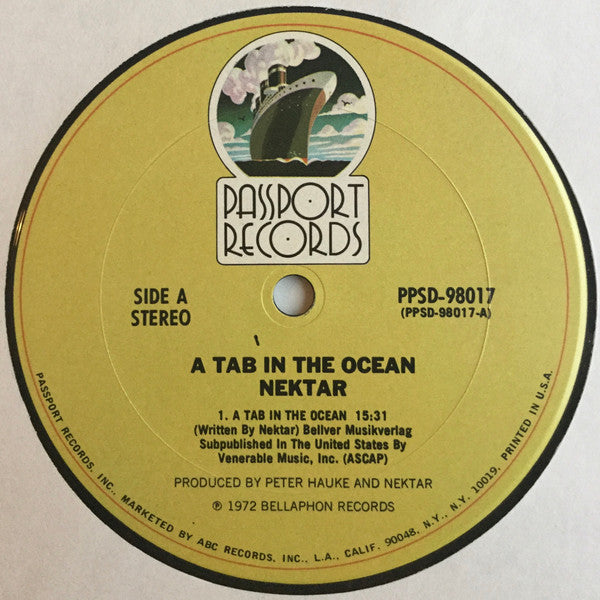 PASSPORT
RECORDS
SIDE A
STEREO
PPSD-98017
(PPSD-98017-A)
A TAB IN THE OCEAN
NEKTAR
1. A TAB IN THE OCEAN 15:31
(Written By Nektar) Bellver Musikverlag
Subpublished In The United States By
Venerable Music, Inc. (ASCAP)
PRODUCED BY PETER HAUKE AND NEKTAR
℗ 1972 BELLAPHON RECORDS
PASSPORT RECORDS, INC., MARKETED BY ABC RECORDS, INC., L.A., CALIF. 90048, N.Y., N.Y. 10019. PRINTED IN U.S.A.